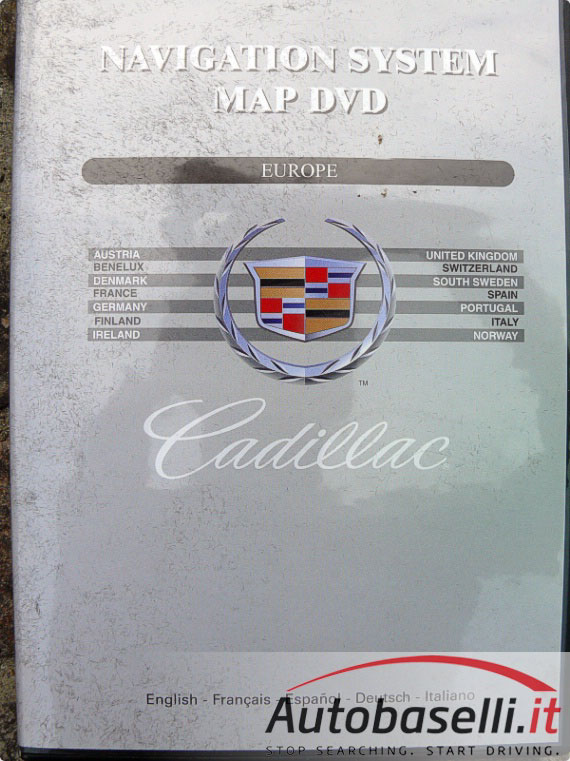 NAVIGATION SYSTEM
MAP DVD
EUROPE
AUSTRIA
BENELUX
DENMARK
FRANCE
GERMANY
FINLAND
IRELAND
UNITED KINGDOM
SWITZERLAND
SOUTH SWEDEN
SPAIN
PORTUGAL
ITALY
NORWAY
TM
Cadillac
English - Français - Español - Deutsch - Italiano
Autobaselli.it
STOP SEARCHING. START DRIVING.